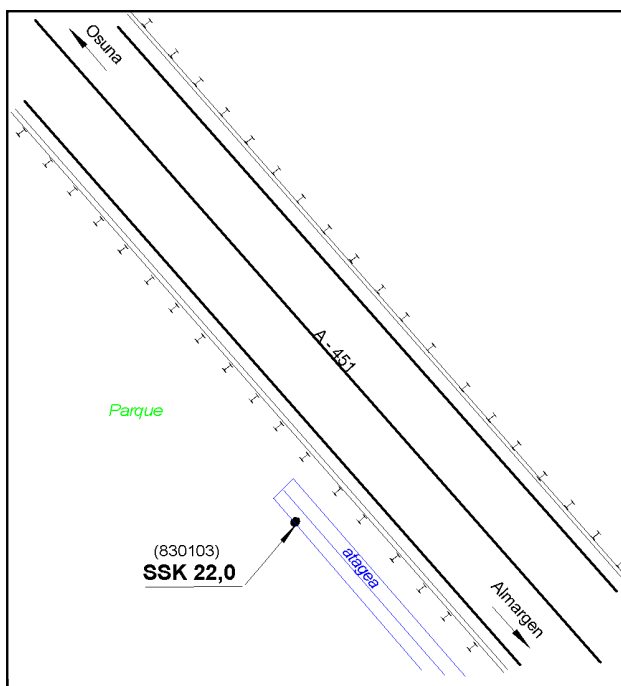 Osuna
A - 451
Parque
(830103)
SSK 22,0
atagea
Almargen